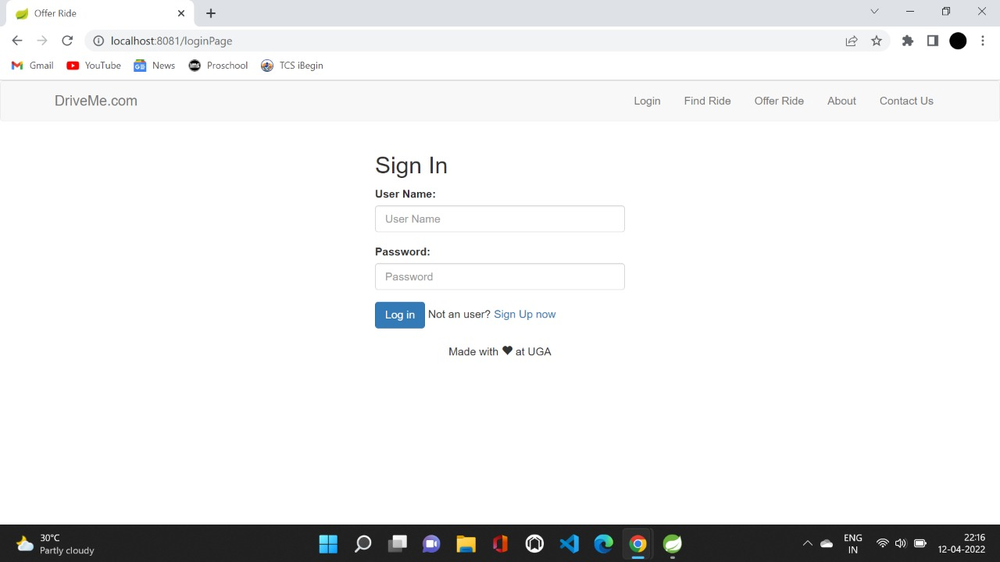 Offer Ride
localhost:8081/loginPage
Gmail YouTube News Proschool TCS iBegin
DriveMe.com Login Find Ride Offer Ride About Contact Us
Sign In
User Name:
User Name
Password:
Password
Log in Not an user? Sign Up now
Made with ♥ at UGA
30°C
Partly cloudy
ENG
IN
22:16
12-04-2022